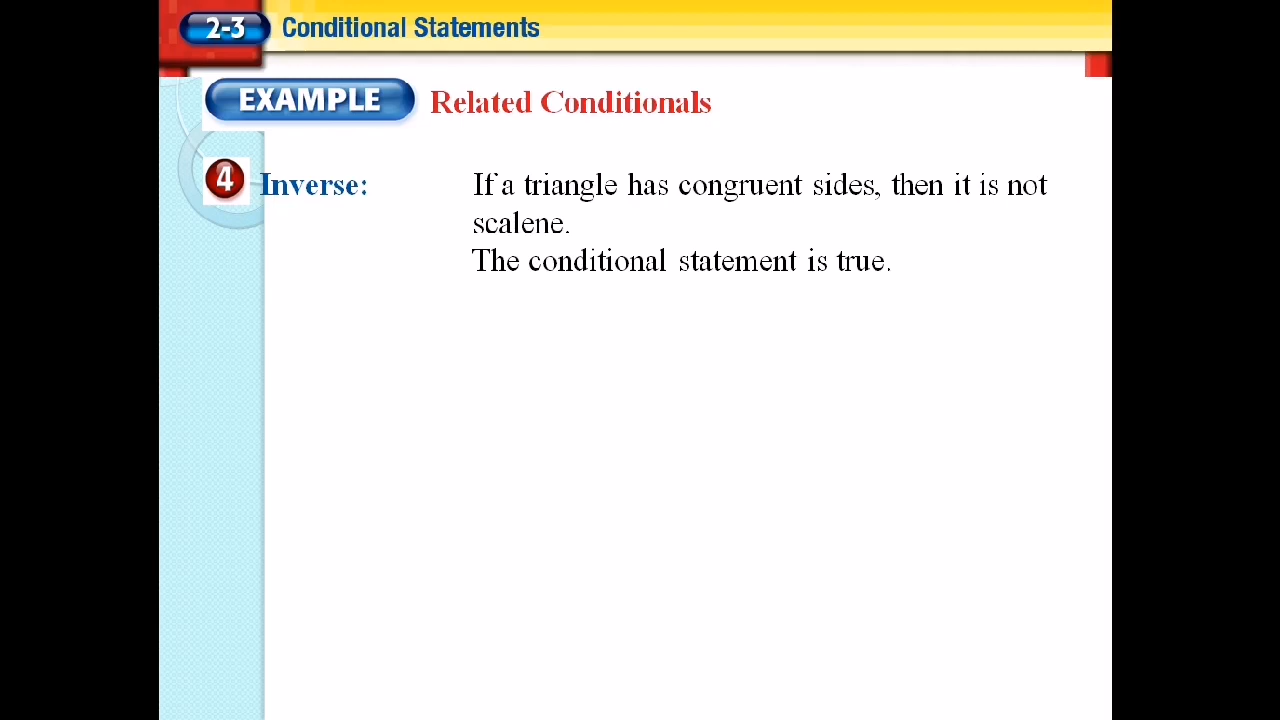 2-3 Conditional Statements
EXAMPLE Related Conditionals
4 Inverse: If a triangle has congruent sides, then it is not
scalene.
The conditional statement is true.